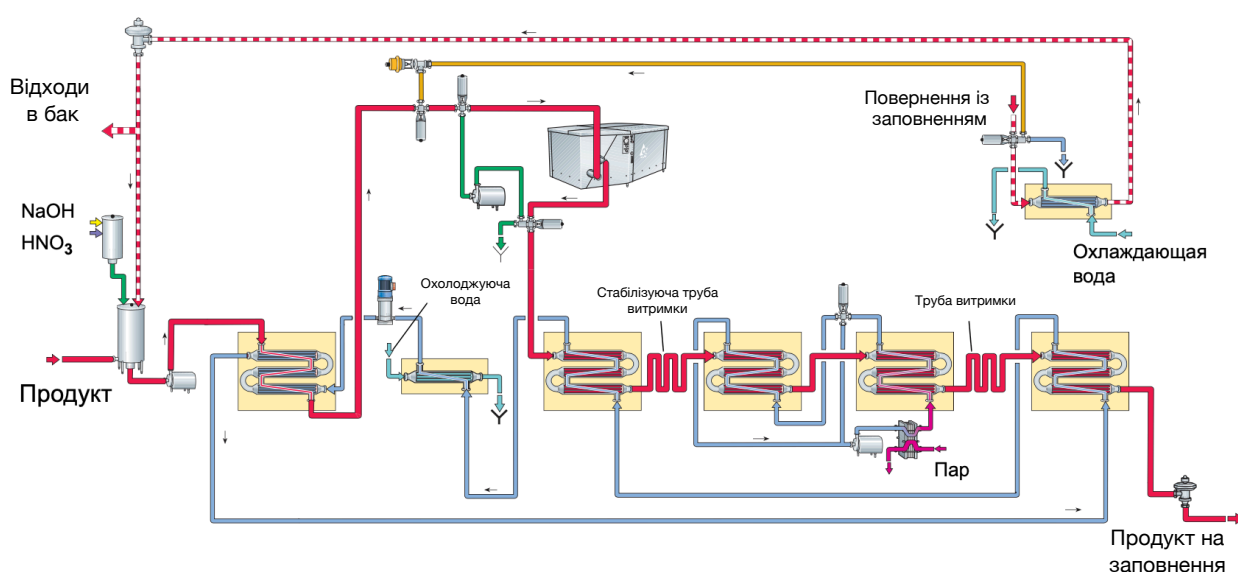 Відходи
в бак
NaOH
HNO3
Продукт
Охолоджуюча
вода
Стабілізуюча труба
витримки
Труба витримки
Повернення із
заповненням
Охлаждающая
вода
Пар
Продукт на
заповнення